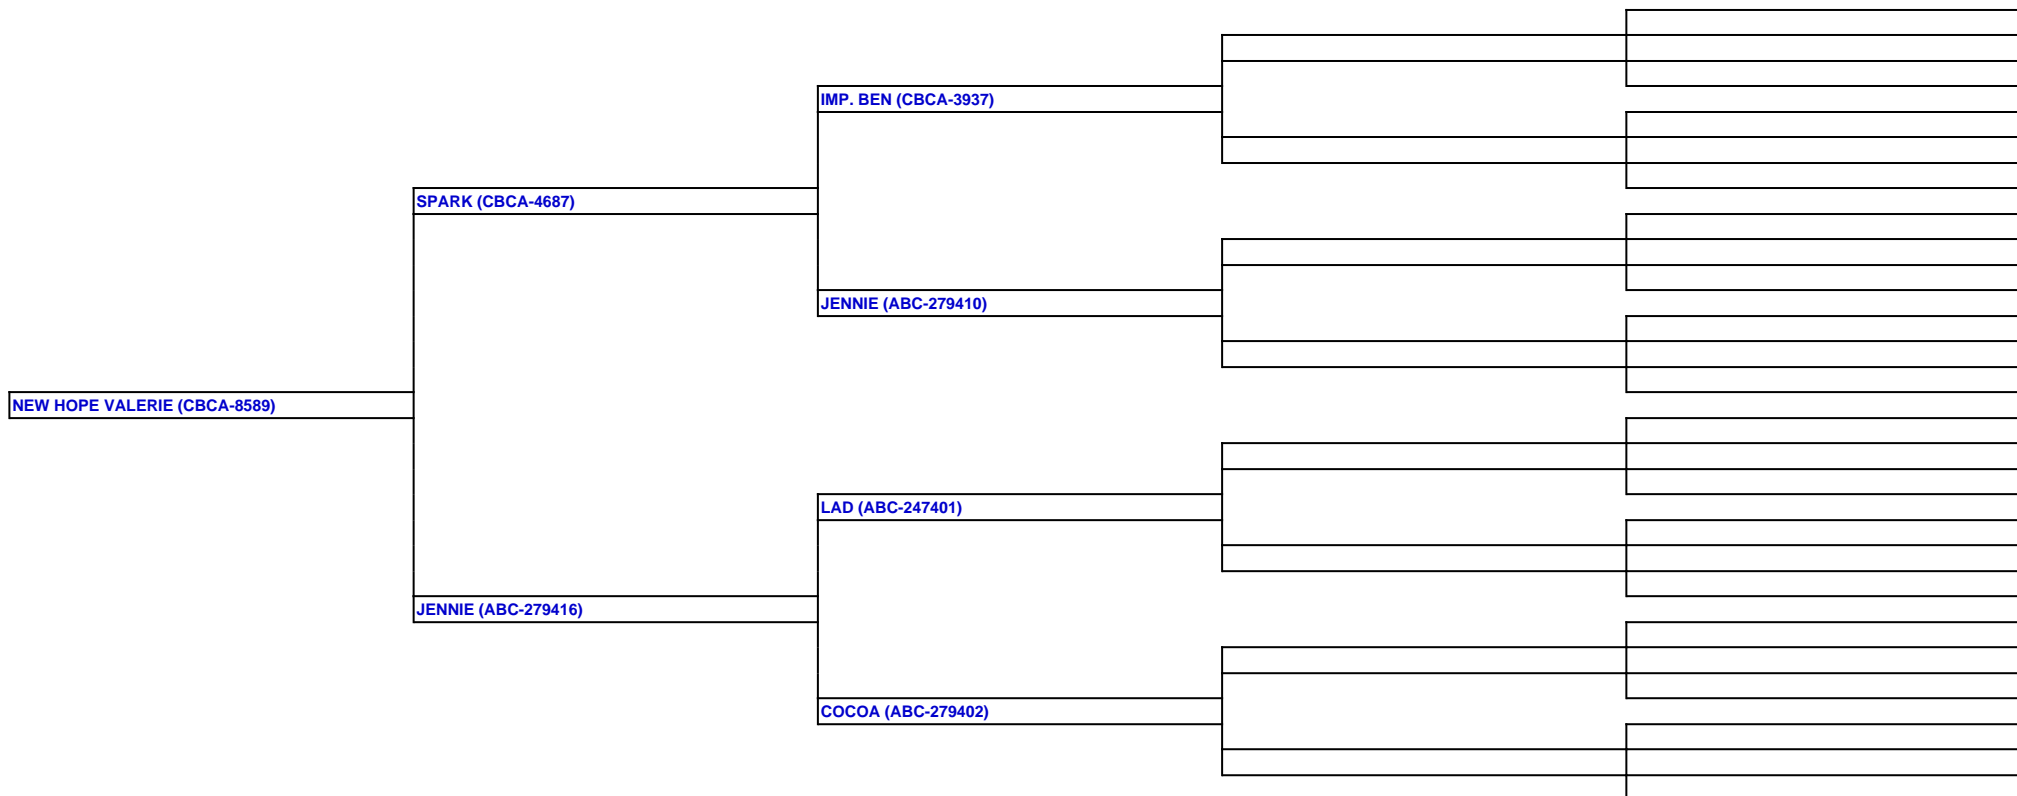 IMP. BEN (CBCA-3937)
SPARK (CBCA-4687)
JENNIE (ABC-279410)
NEW HOPE VALERIE (CBCA-8589)
LAD (ABC-247401)
JENNIE (ABC-279416)
COCOA (ABC-279402)